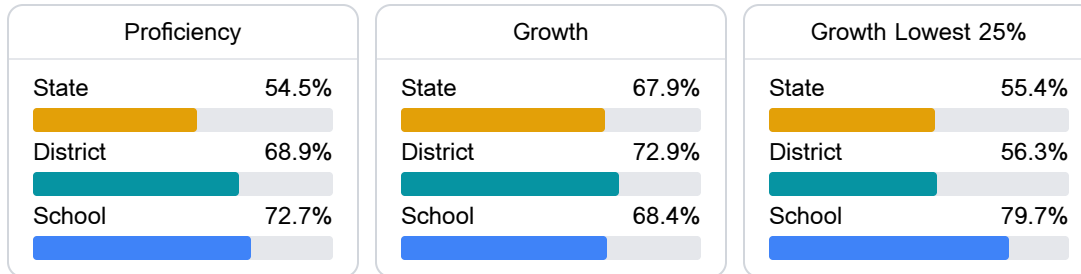 Proficiency
State 54.5%
District 68.9%
School 72.7%
Growth
State 67.9%
District 72.9%
School 68.4%
Growth Lowest 25%
State 55.4%
District 56.3%
School 79.7%